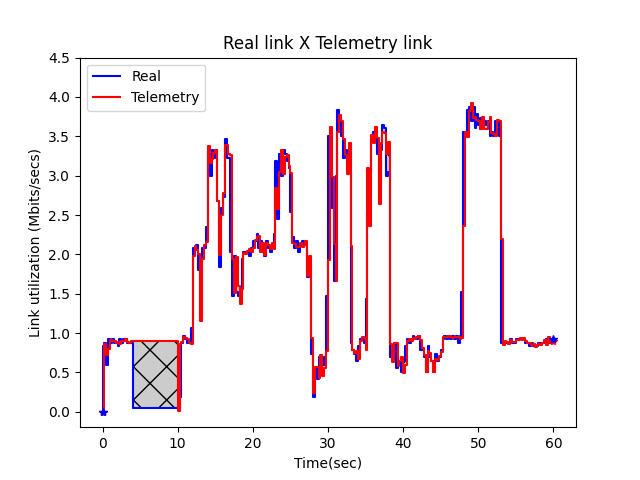 Real link X Telemetry link
Real
Telemetry
Link utilization (Mbits/secs)
4.5
4.0
3.5
3.0
2.5
2.0
1.5
1.0
0.5
0.0
0 10 20 30 40 50 60
Time(sec)